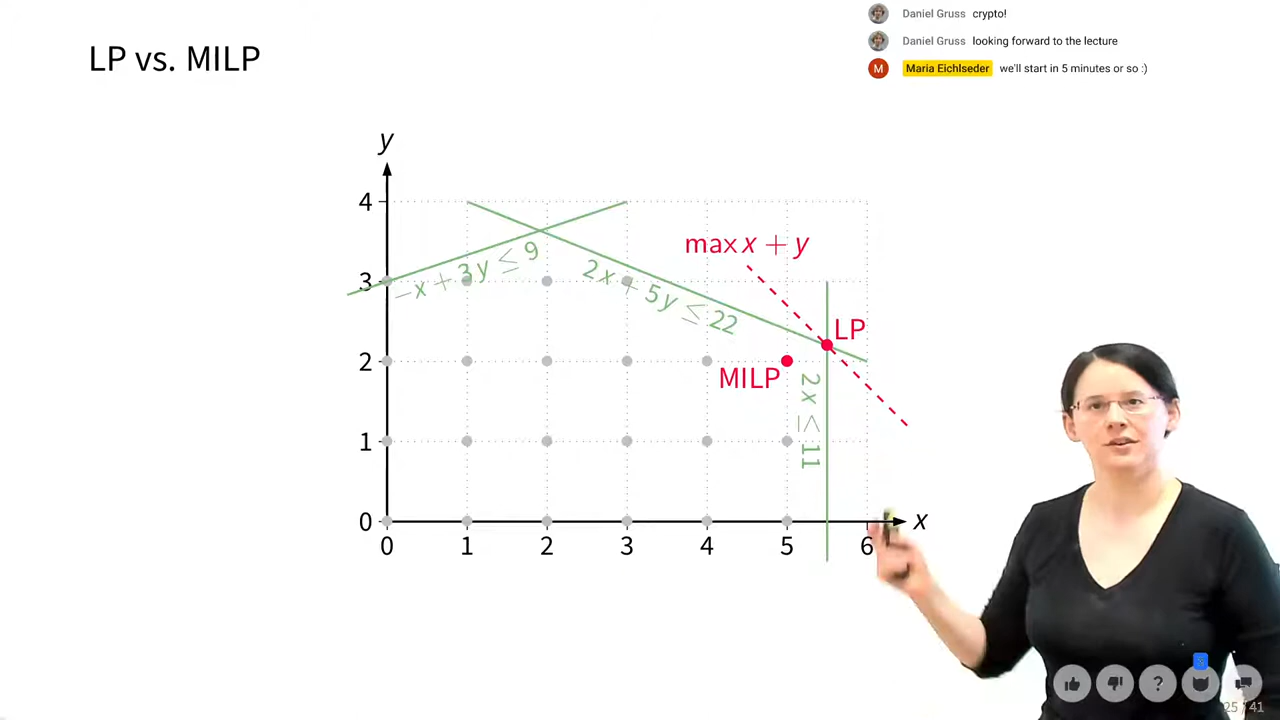 LP vs. MILP
Daniel Gruss crypto!
Daniel Gruss looking forward to the lecture
M Maria Eichlseder we'll start in 5 minutes or so :)
y
4
3
2
1
0
−x + 3y ≤ 9
2x + 5y ≤ 22
max x + y
LP
MILP
2x ≤ 11
x
0 1 2 3 4 5 6
?
25 / 41